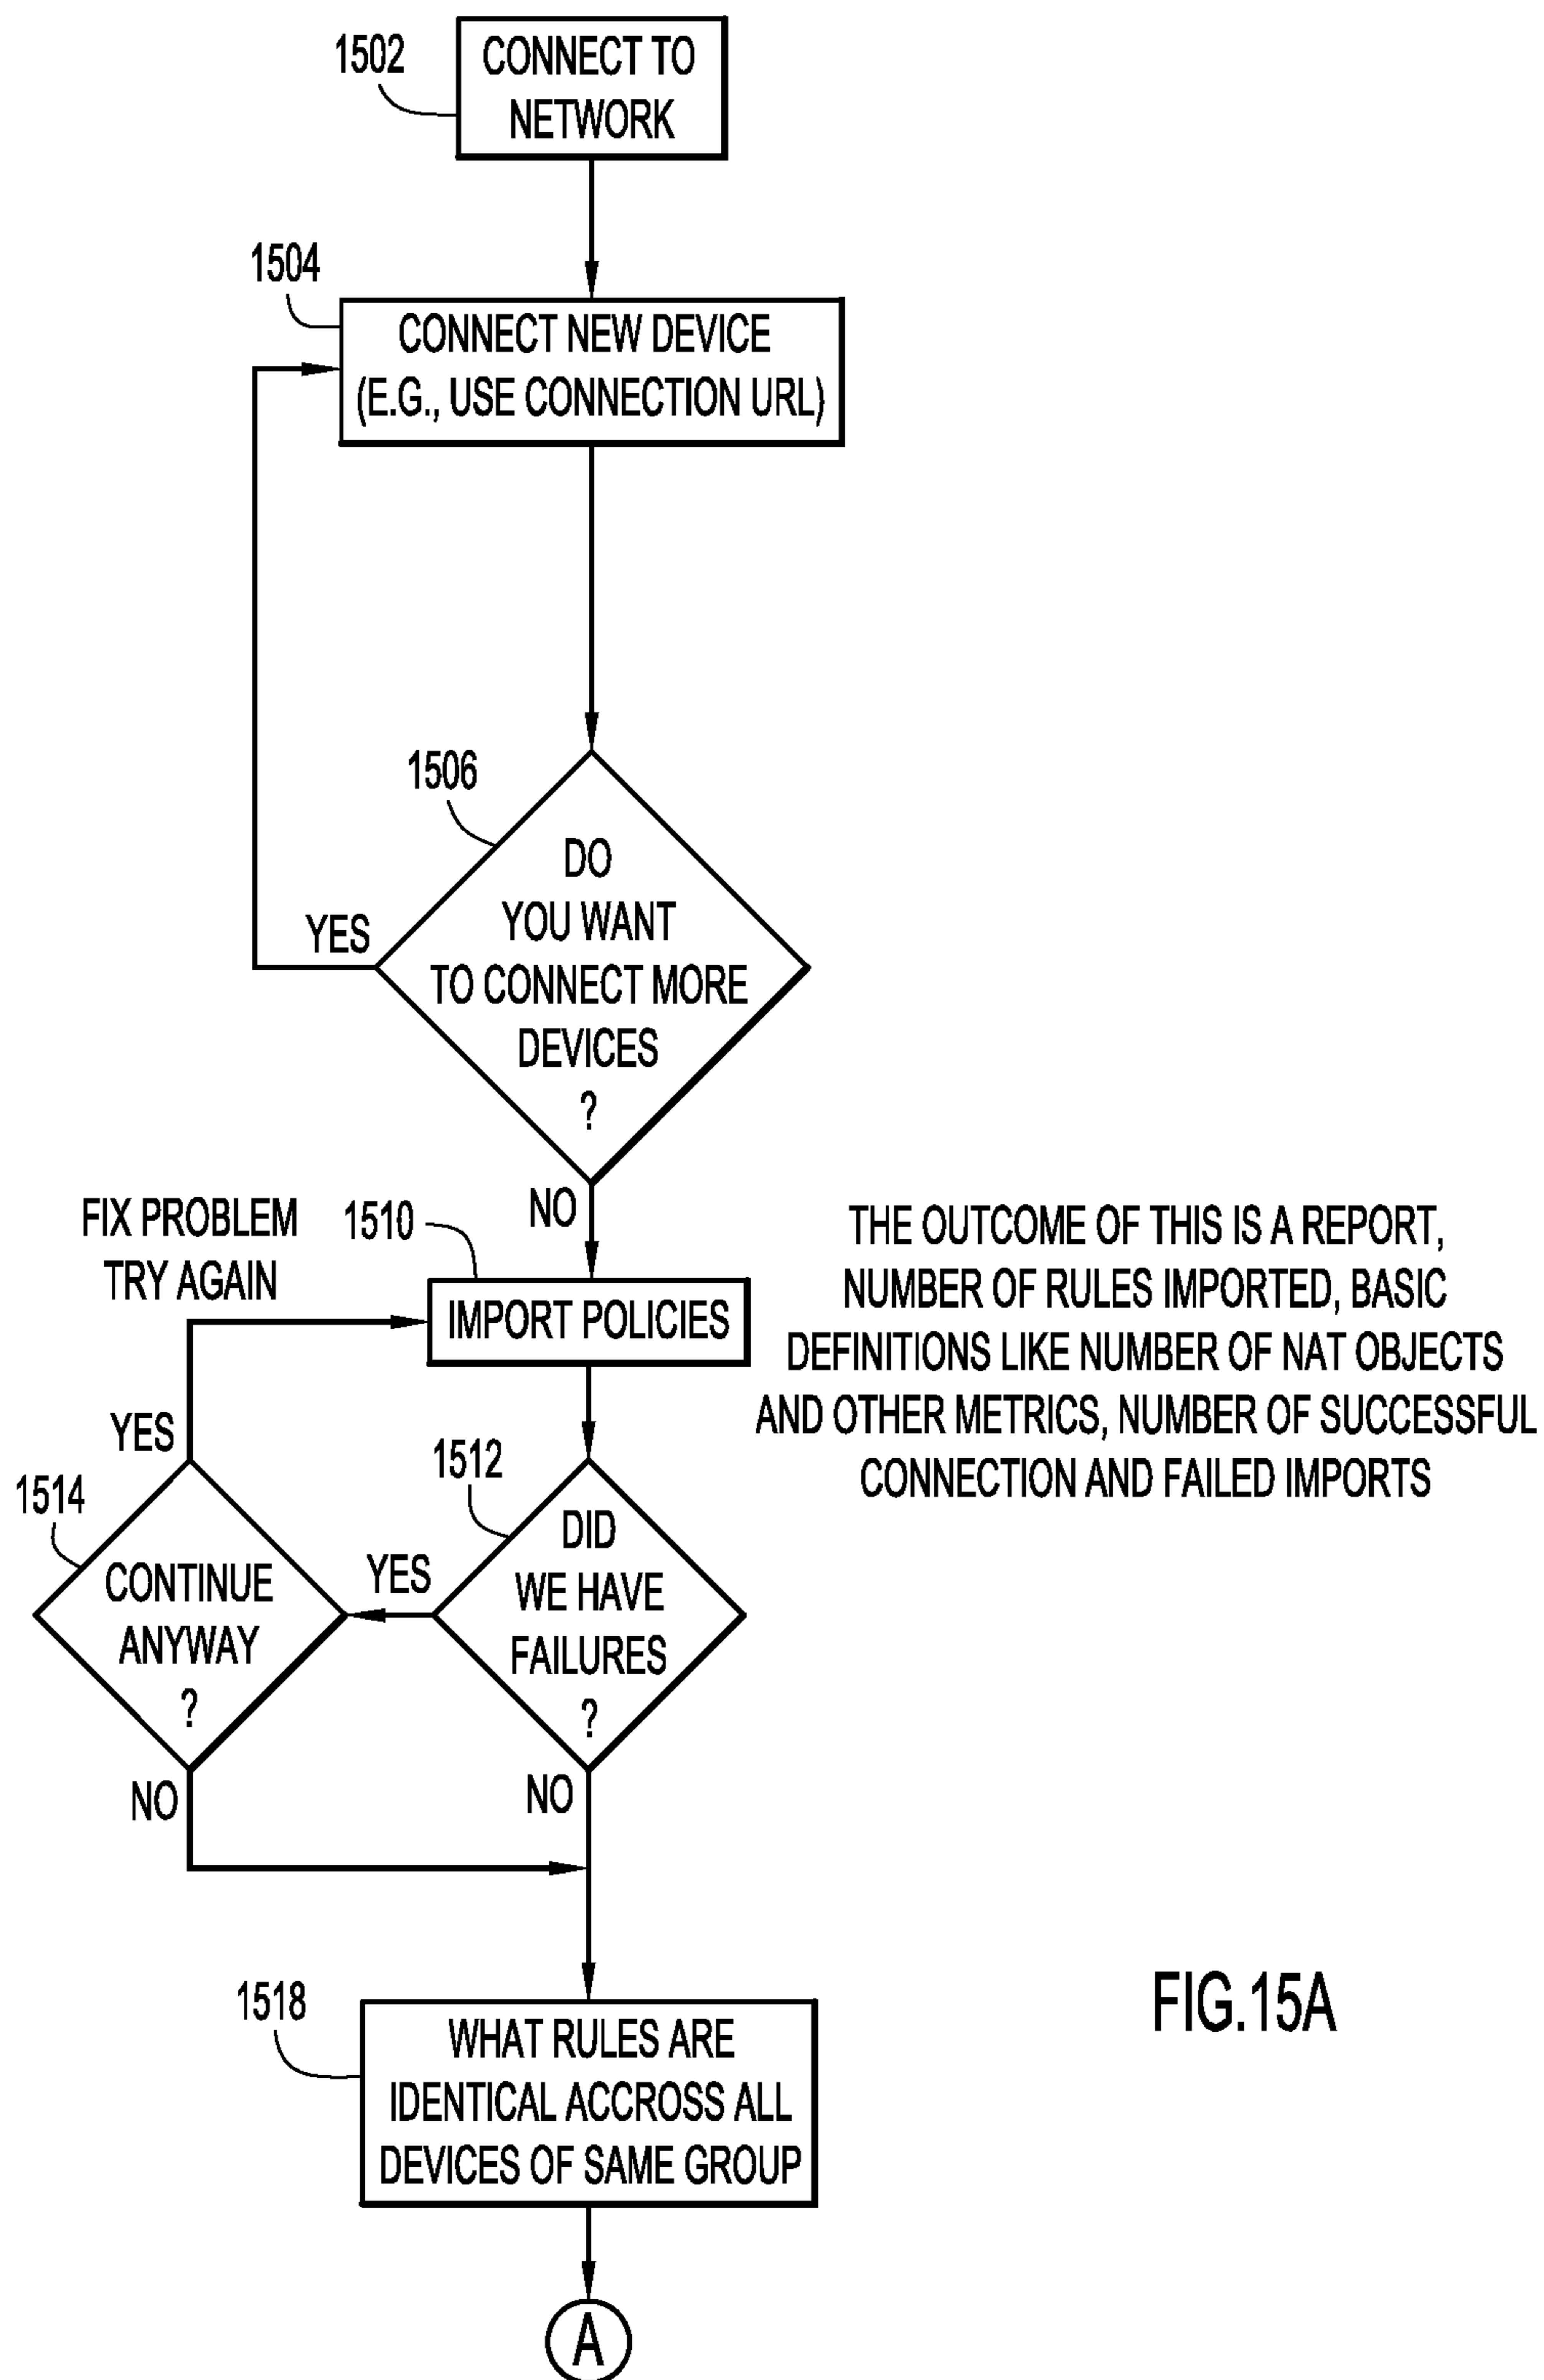 1502
CONNECT TO
NETWORK
1504
CONNECT NEW DEVICE
(E.G., USE CONNECTION URL)
1506
DO
YOU WANT
TO CONNECT MORE
DEVICES
?
YES
NO
FIX PROBLEM
TRY AGAIN
1510
IMPORT POLICIES
THE OUTCOME OF THIS IS A REPORT,
NUMBER OF RULES IMPORTED, BASIC
DEFINITIONS LIKE NUMBER OF NAT OBJECTS
AND OTHER METRICS, NUMBER OF SUCCESSFUL
CONNECTION AND FAILED IMPORTS
YES
1512
DID
WE HAVE
FAILURES
?
YES
1514
CONTINUE
ANYWAY
?
NO
NO
1518
WHAT RULES ARE
IDENTICAL ACCROSS ALL
DEVICES OF SAME GROUP
A
FIG.15A